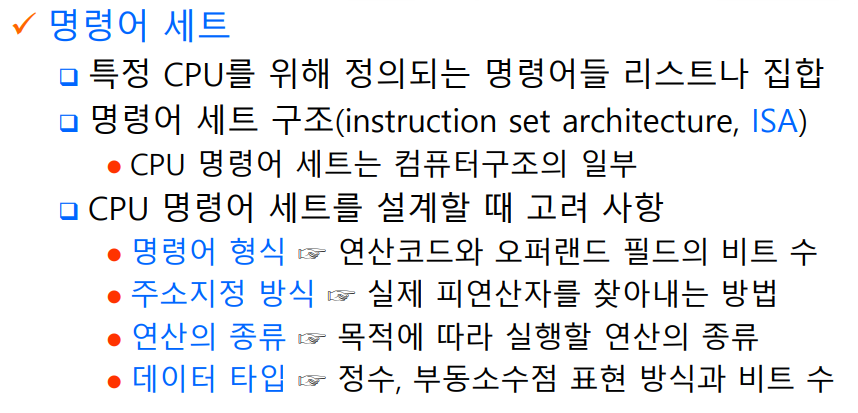 ✓ 명령어 세트
❑ 특정 CPU를 위해 정의되는 명령어들 리스트나 집합
❑ 명령어 세트 구조(instruction set architecture, ISA)
● CPU 명령어 세트는 컴퓨터구조의 일부
❑ CPU 명령어 세트를 설계할 때 고려 사항
● 명령어 형식 ☞ 연산코드와 오퍼랜드 필드의 비트 수
● 주소지정 방식 ☞ 실제 피연산자를 찾아내는 방법
● 연산의 종류 ☞ 목적에 따라 실행할 연산의 종류
● 데이터 타입 ☞ 정수, 부동소수점 표현 방식과 비트 수